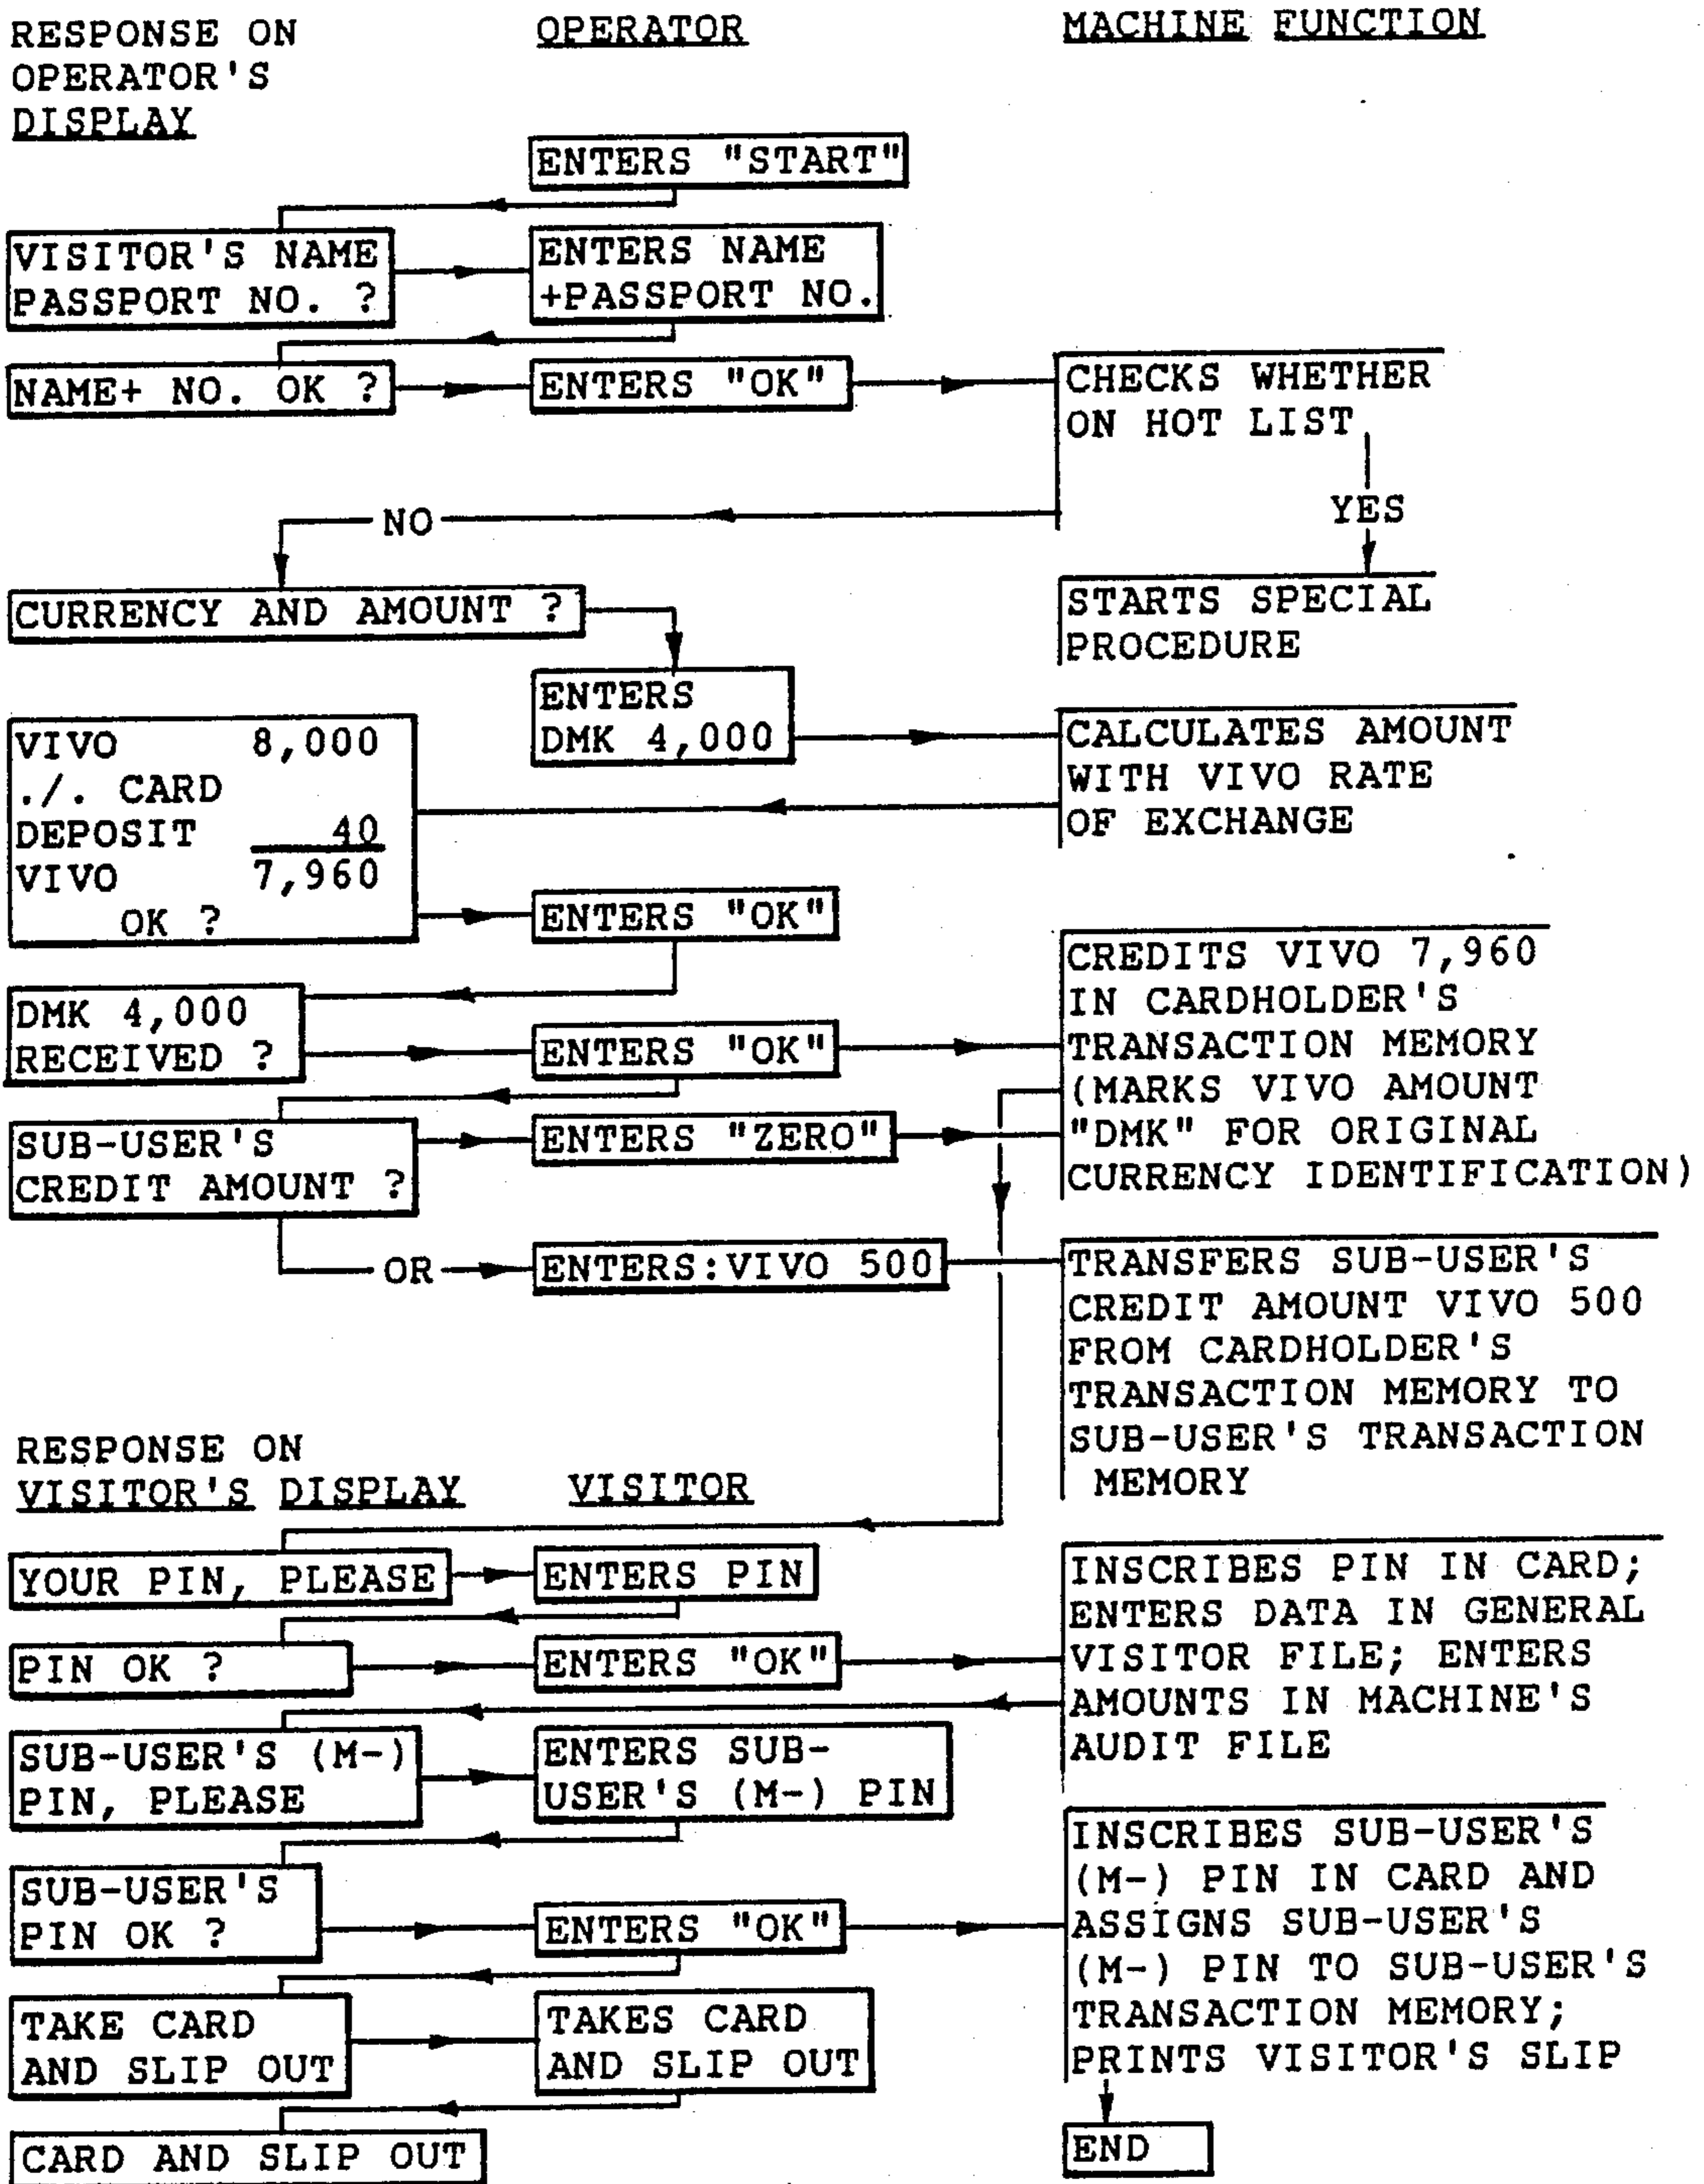 RESPONSE ON
OPERATOR'S
DISPLAY
OPERATOR
MACHINE FUNCTION
ENTERS "START"
VISITOR'S NAME
PASSPORT NO. ?
ENTERS NAME
+PASSPORT NO.
NAME+ NO. OK ?
ENTERS "OK"
CHECKS WHETHER
ON HOT LIST
NO
YES
CURRENCY AND AMOUNT ?
STARTS SPECIAL
PROCEDURE
ENTERS
DMK 4,000
CALCULATES AMOUNT
WITH VIVO RATE
OF EXCHANGE
VIVO 8,000
./. CARD
DEPOSIT 40
VIVO 7,960
OK ?
ENTERS "OK"
DMK 4,000
RECEIVED ?
ENTERS "OK"
CREDITS VIVO 7,960
IN CARDHOLDER'S
TRANSACTION MEMORY
(MARKS VIVO AMOUNT
"DMK" FOR ORIGINAL
CURRENCY IDENTIFICATION)
SUB-USER'S
CREDIT AMOUNT ?
ENTERS "ZERO"
OR
ENTERS:VIVO 500
TRANSFERS SUB-USER'S
CREDIT AMOUNT VIVO 500
FROM CARDHOLDER'S
TRANSACTION MEMORY TO
SUB-USER'S TRANSACTION
MEMORY
RESPONSE ON
VISITOR'S DISPLAY
VISITOR
YOUR PIN, PLEASE
ENTERS PIN
PIN OK ?
ENTERS "OK"
INSCRIBES PIN IN CARD;
ENTERS DATA IN GENERAL
VISITOR FILE; ENTERS
AMOUNTS IN MACHINE'S
AUDIT FILE
SUB-USER'S (M-)
PIN, PLEASE
ENTERS SUB-
USER'S (M-) PIN
SUB-USER'S
PIN OK ?
ENTERS "OK"
INSCRIBES SUB-USER'S
(M-) PIN IN CARD AND
ASSIGNS SUB-USER'S
(M-) PIN TO SUB-USER'S
TRANSACTION MEMORY;
PRINTS VISITOR'S SLIP
TAKE CARD
AND SLIP OUT
TAKES CARD
AND SLIP OUT
CARD AND SLIP OUT
END